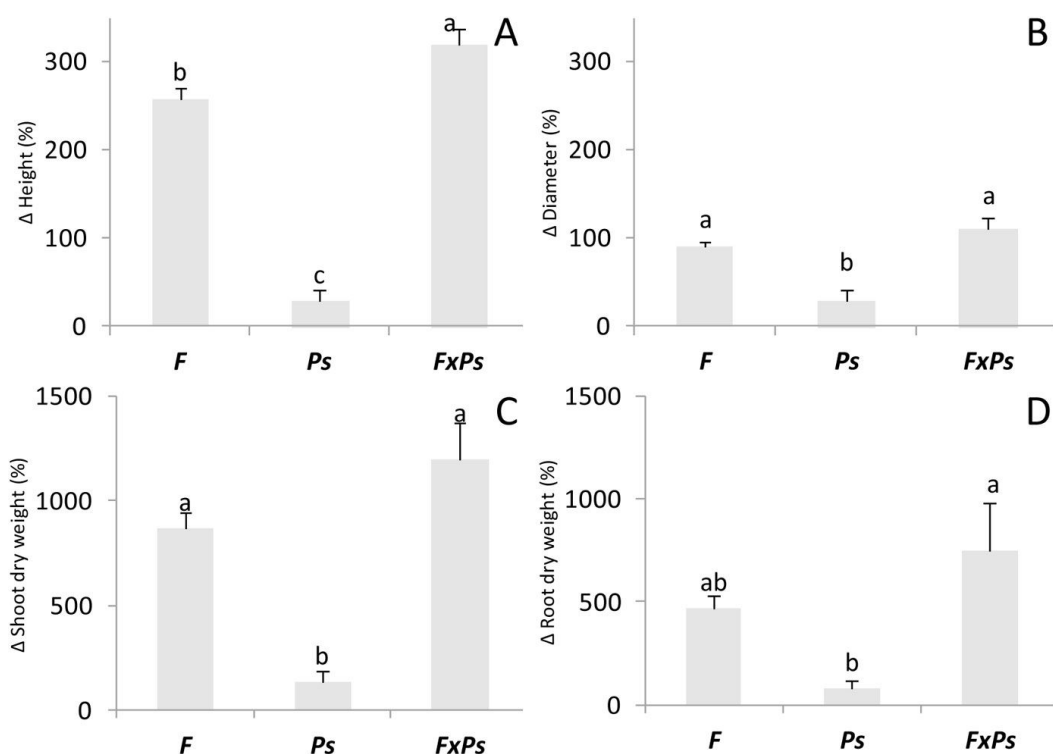 A
Δ Height (%)
300
200
100
0
b
c
a
F Ps FxPs
B
Δ Diameter (%)
300
200
100
0
a
b
a
F Ps FxPs
C
Δ Shoot dry weight (%)
1500
1000
500
0
a
b
a
F Ps FxPs
D
Δ Root dry weight (%)
1500
1000
500
0
ab
b
a
F Ps FxPs